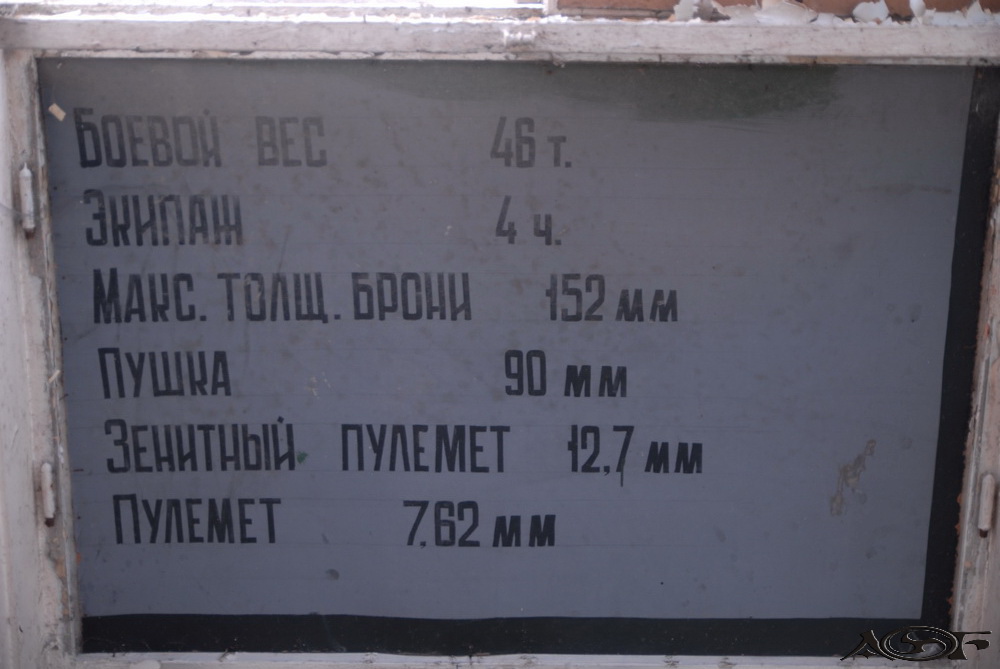 Боевой вес 46 т.
Экипаж 4 ч.
Макс. толщ. брони 152 мм
Пушка 90 мм
Зенитный пулемет 12,7 мм
Пулемет 7,62 мм